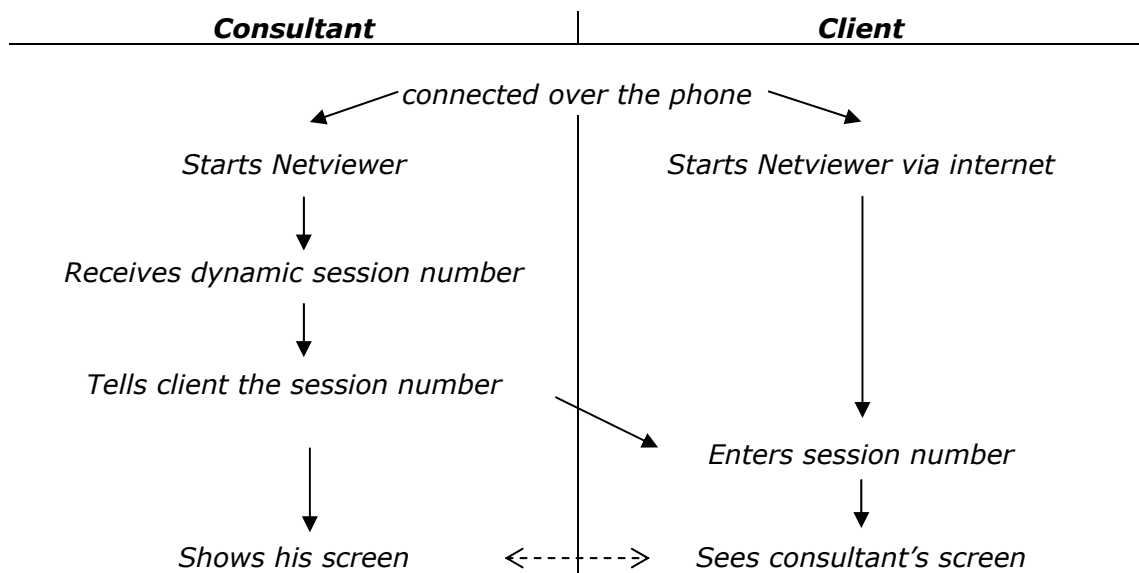 Consultant Client
connected over the phone
Starts Netviewer Starts Netviewer via internet
Receives dynamic session number
Tells client the session number
Enters session number
Shows his screen Sees consultant’s screen